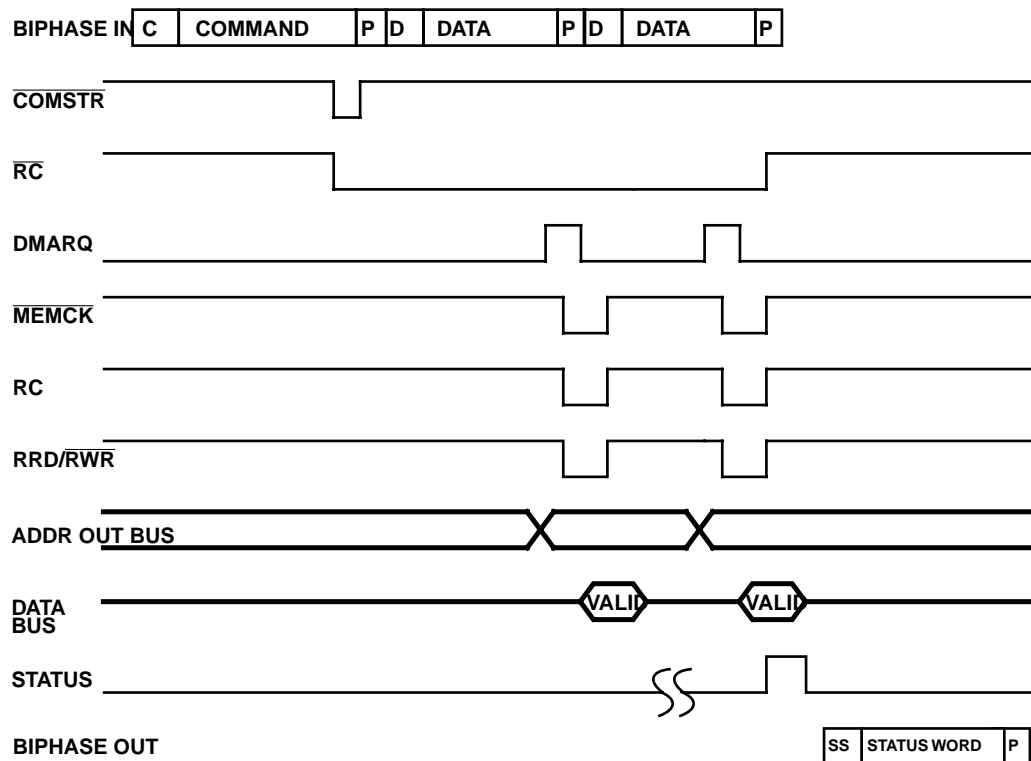 BIPHASE IN C COMMAND P D DATA P D DATA P
COMSTR
RC
DMARQ
MEMCK
RC
RRD/RWR
ADDR OUT BUS
DATA BUS VALID VALID
STATUS
BIPHASE OUT SS STATUS WORD P